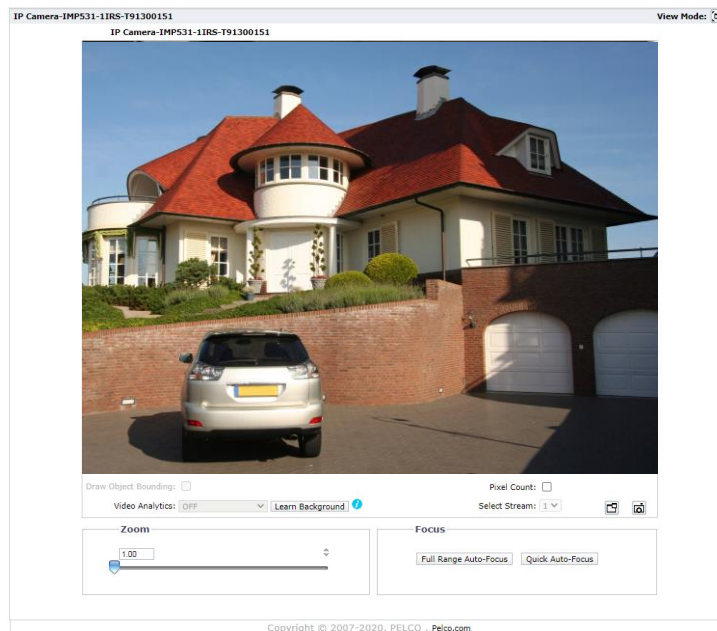 IP Camera-IMP531-1IRS-T91300151 View Mode:
IP Camera-IMP531-1IRS-T91300151
Draw Object Bounding: Pixel Count:
Video Analytics: OFF Learn Background i Select Stream: 1
Zoom Focus
1.00 Full Range Auto-Focus Quick Auto-Focus
Copyright © 2007-2020, PELCO . Pelco.com